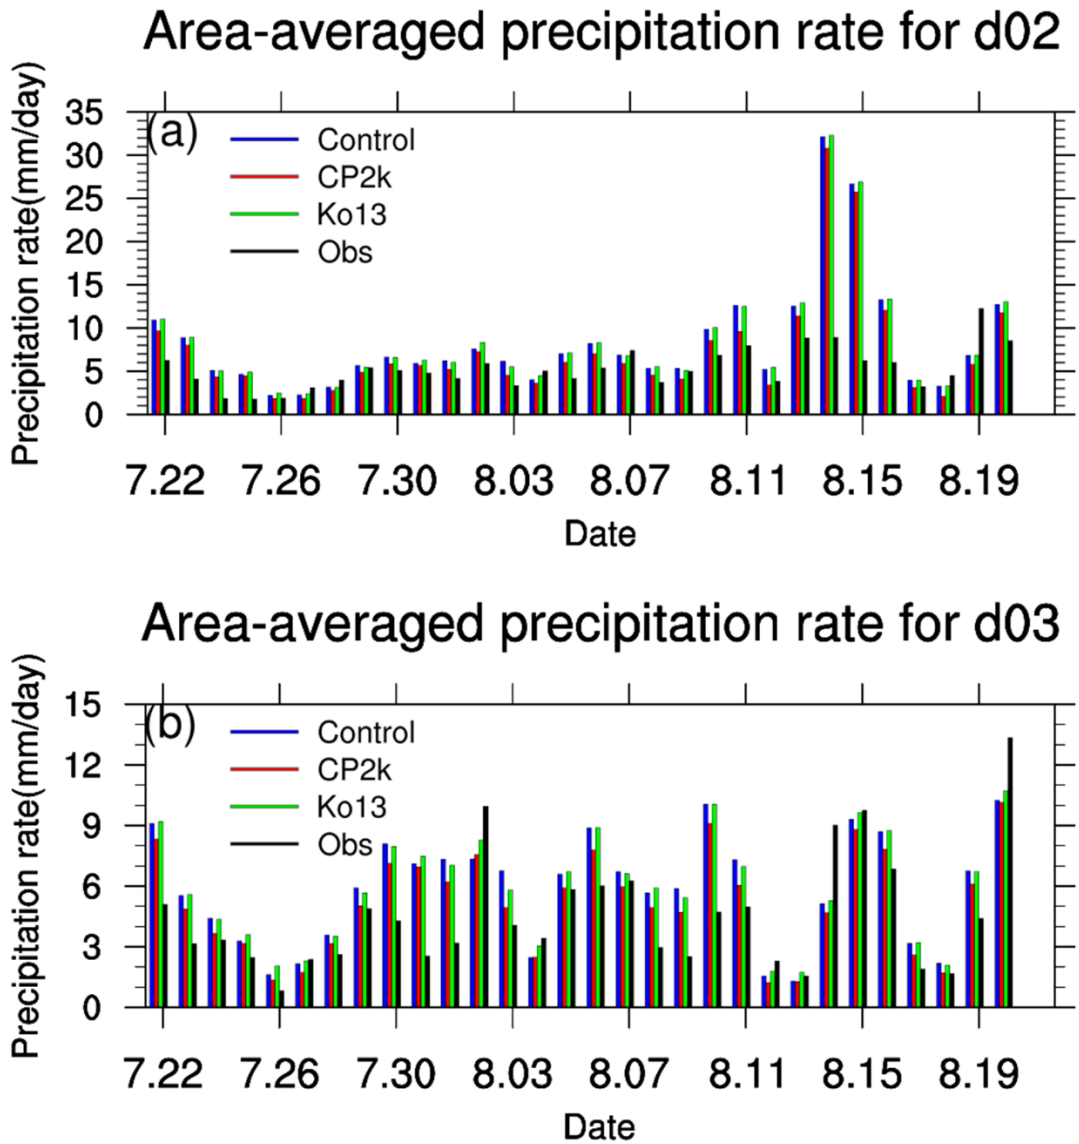 Area-averaged precipitation rate for d02
Precipitation rate(mm/day)
(a)
Control
CP2k
Ko13
Obs
35
30
25
20
15
10
5
0
7.22 7.26 7.30 8.03 8.07 8.11 8.15 8.19
Date
Area-averaged precipitation rate for d03
Precipitation rate(mm/day)
(b)
Control
CP2k
Ko13
Obs
15
12
9
6
3
0
7.22 7.26 7.30 8.03 8.07 8.11 8.15 8.19
Date